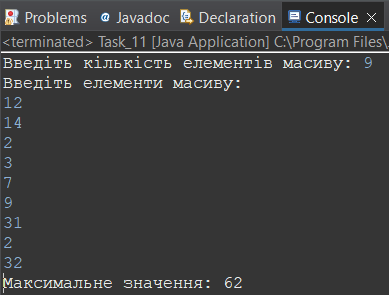 Problems Javadoc Declaration Console
<terminated> Task_11 [Java Application] C:\Program Files\
Введіть кількість елементів масиву: 9
Введіть елементи масиву:
12
14
2
3
7
9
31
2
32
Максимальне значення: 62